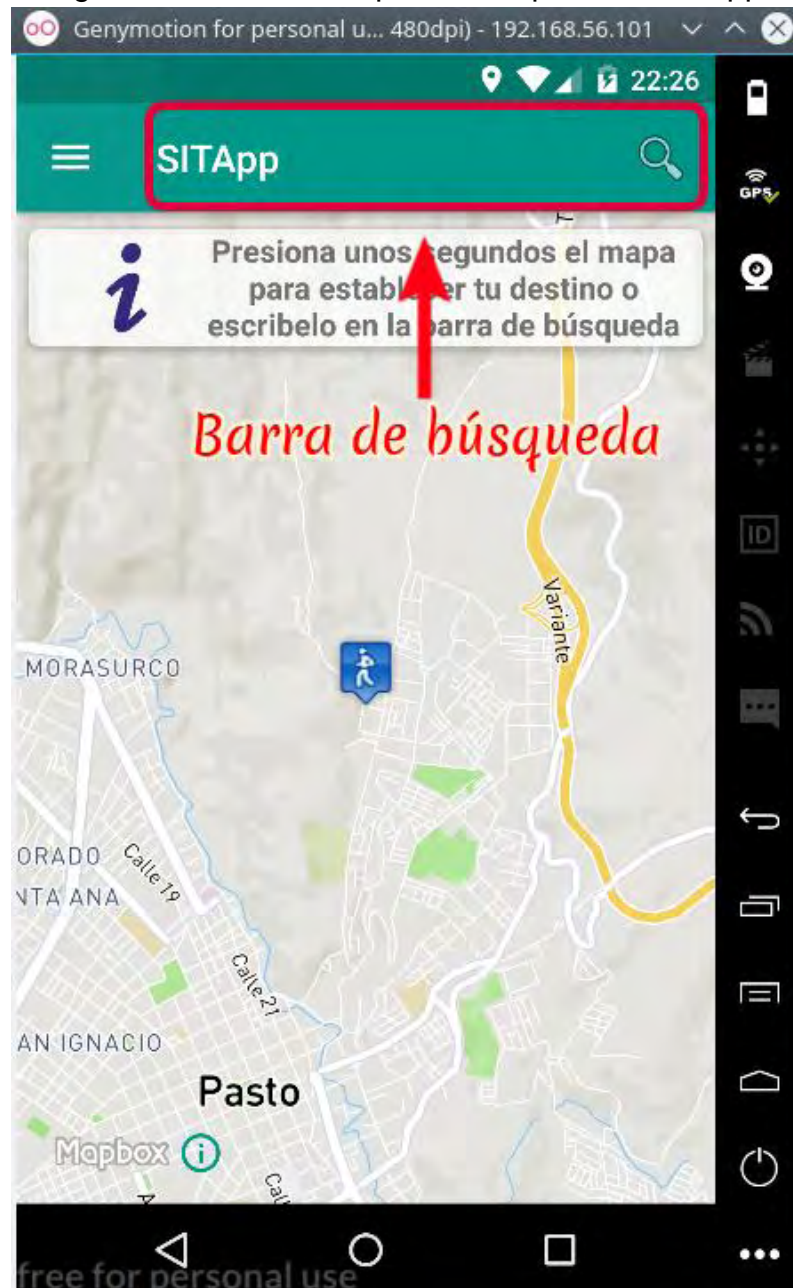 Genymotion for personal u... 480dpi) - 192.168.56.101
22:26
SITApp
GPS
Presiona unos segundos el mapa
para establecer tu destino o
escribelo en la barra de búsqueda
Barra de búsqueda
ID
Variante
MORASURCO
ORADO
Calle 19
NTA ANA
Calle 21
AN IGNACIO
Pasto
Mapbox
free for personal use